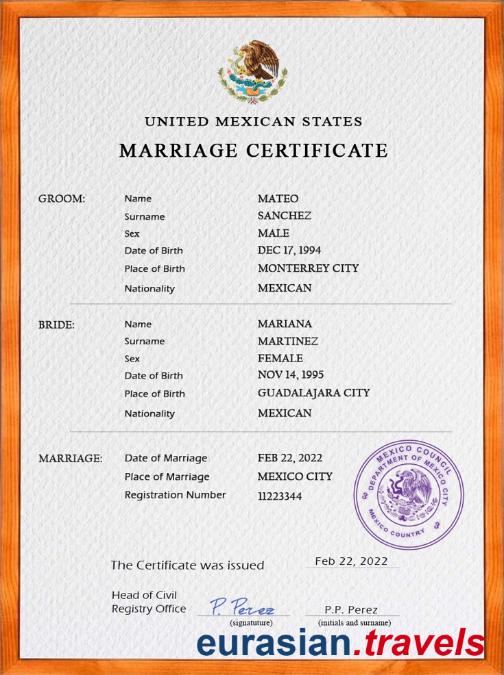 UNITED MEXICAN STATES
MARRIAGE CERTIFICATE
GROOM: Name MATEO
Surname SANCHEZ
Sex MALE
Date of Birth DEC 17, 1994
Place of Birth MONTERREY CITY
Nationality MEXICAN
BRIDE: Name MARIANA
Surname MARTINEZ
Sex FEMALE
Date of Birth NOV 14, 1995
Place of Birth GUADALAJARA CITY
Nationality MEXICAN
MARRIAGE: Date of Marriage FEB 22, 2022
Place of Marriage MEXICO CITY
Registration Number 11223344
MEXICO COUNCIL
DEPARTMENT OF MEXICO CITY
MEXICO COUNTRY
The Certificate was issued Feb 22, 2022
Head of Civil
Registry Office P. Perez P.P. Perez
(signatuture) (initials and surname)
eurasian.travels